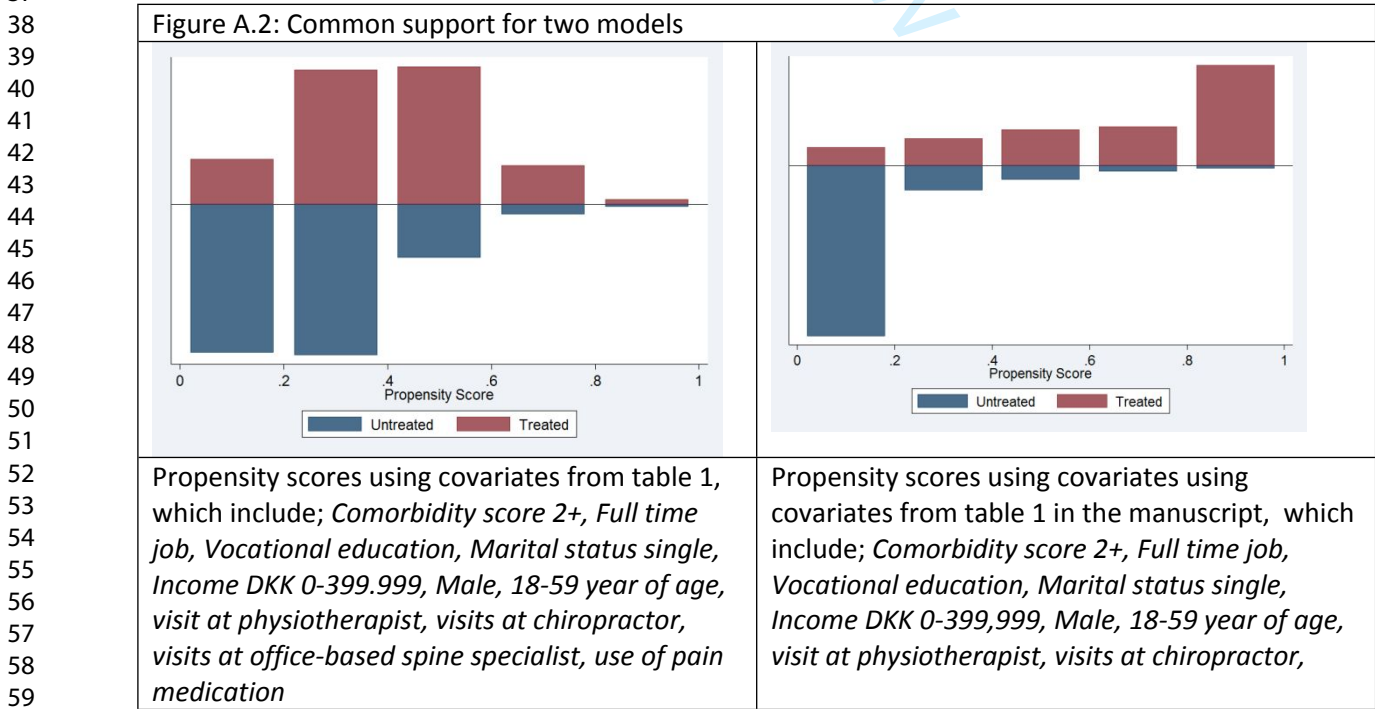 38
39
40
41
42
43
44
45
46
47
48
49
50
51
52
53
54
55
56
57
58
59
Figure A.2: Common support for two models
0 .2 .4 .6 .8 1
Propensity Score
Untreated Treated
0 .2 .4 .6 .8 1
Propensity Score
Untreated Treated
Propensity scores using covariates from table 1,
which include; Comorbidity score 2+, Full time
job, Vocational education, Marital status single,
Income DKK 0-399.999, Male, 18-59 year of age,
visit at physiotherapist, visits at chiropractor,
visits at office-based spine specialist, use of pain
medication
Propensity scores using covariates using
covariates from table 1 in the manuscript, which
include; Comorbidity score 2+, Full time job,
Vocational education, Marital status single,
Income DKK 0-399,999, Male, 18-59 year of age,
visit at physiotherapist, visits at chiropractor,